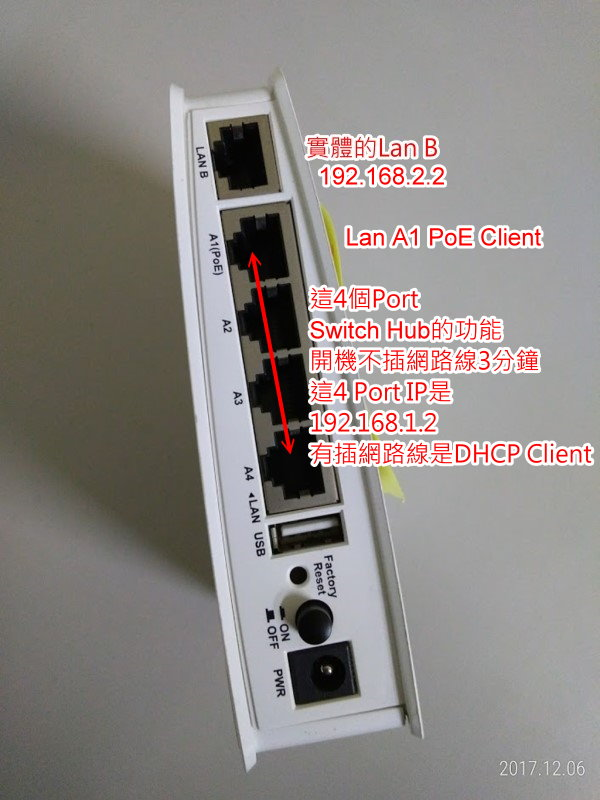 LAN B
實體的Lan B
192.168.2.2
A1(PoE)
Lan A1 PoE Client
A2
這4個Port
Switch Hub的功能
開機不插網路線3分鐘
A3
這4 Port IP是
192.168.1.2
有插網路線是DHCP Client
A4
◄LAN
USB
Factory
Reset
ON
OFF
PWR
2017.12.06